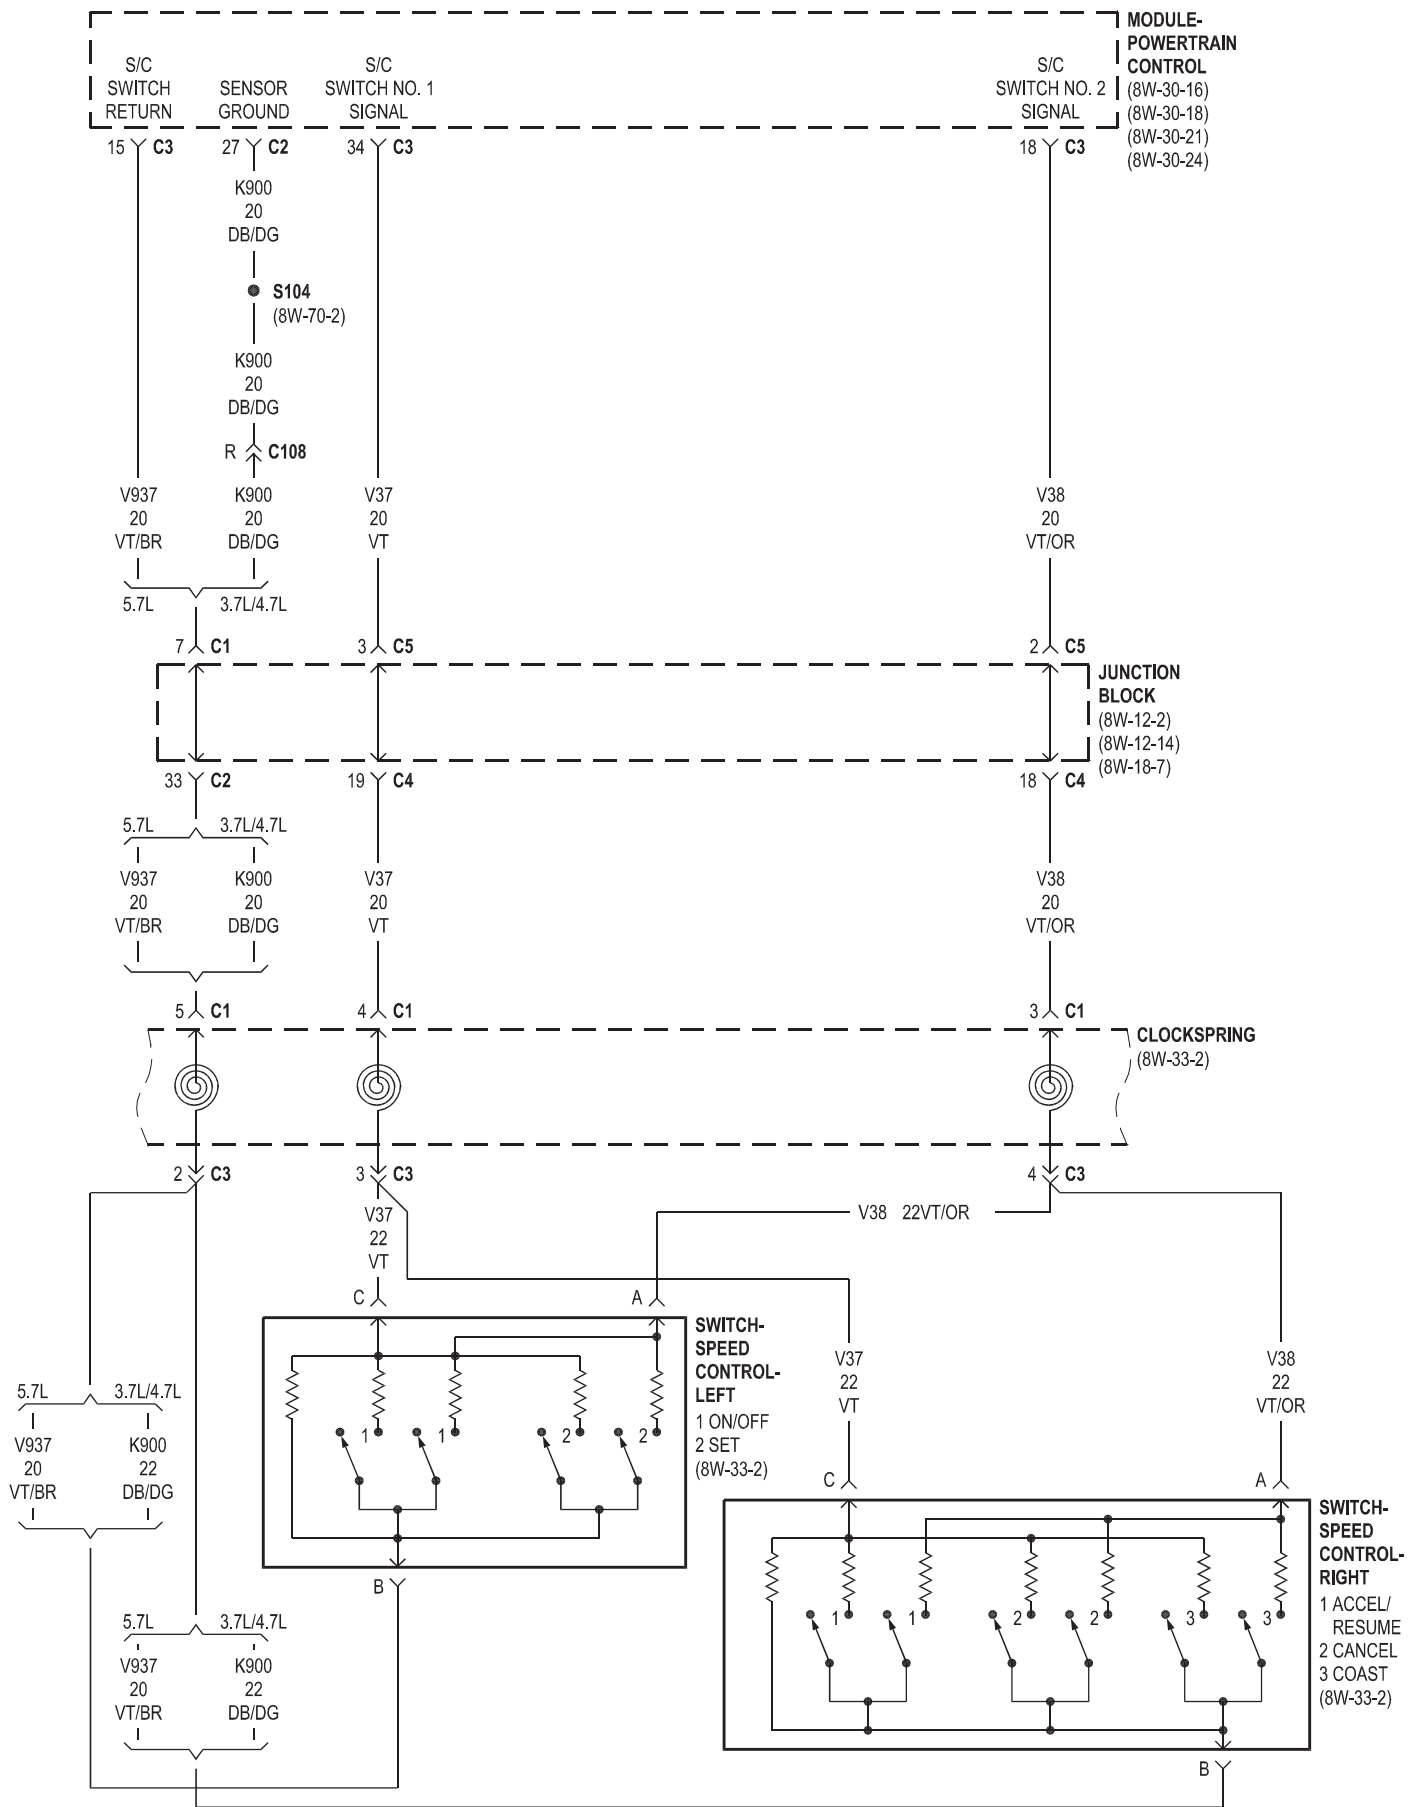 MODULE-
POWERTRAIN
CONTROL
(8W-30-16)
(8W-30-18)
(8W-30-21)
(8W-30-24)
S/C
SWITCH
RETURN
SENSOR
GROUND
S/C
SWITCH NO. 1
SIGNAL
S/C
SWITCH NO. 2
SIGNAL
15 C3
27 C2
34 C3
18 C3
K900
20
DB/DG
S104
(8W-70-2)
K900
20
DB/DG
R C108
V937
20
VT/BR
K900
20
DB/DG
V37
20
VT
V38
20
VT/OR
5.7L 3.7L/4.7L
7 C1
3 C5
2 C5
JUNCTION
BLOCK
(8W-12-2)
(8W-12-14)
(8W-18-7)
33 C2
19 C4
18 C4
5.7L 3.7L/4.7L
V937
20
VT/BR
K900
20
DB/DG
V37
20
VT
V38
20
VT/OR
5 C1
4 C1
3 C1
CLOCKSPRING
(8W-33-2)
2 C3
3 C3
4 C3
V37
22
VT
V38 22VT/OR
C
A
SWITCH-
SPEED
CONTROL-
LEFT
1 ON/OFF
2 SET
(8W-33-2)
1 1 2 2
B
V37
22
VT
V38
22
VT/OR
5.7L 3.7L/4.7L
V937
20
VT/BR
K900
22
DB/DG
C
A
SWITCH-
SPEED
CONTROL-
RIGHT
1 ACCEL/
RESUME
2 CANCEL
3 COAST
(8W-33-2)
1 1 2 2 3 3
B
5.7L 3.7L/4.7L
V937
20
VT/BR
K900
22
DB/DG